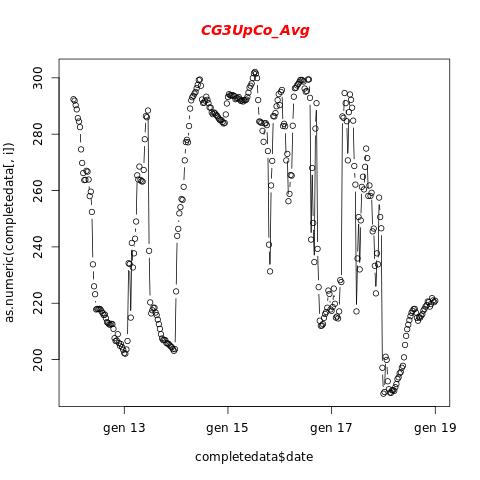 CG3UpCo_Avg
as.numeric(completedata[, i])
300
280
260
240
220
200
gen 13
gen 15
gen 17
gen 19
completedata$date